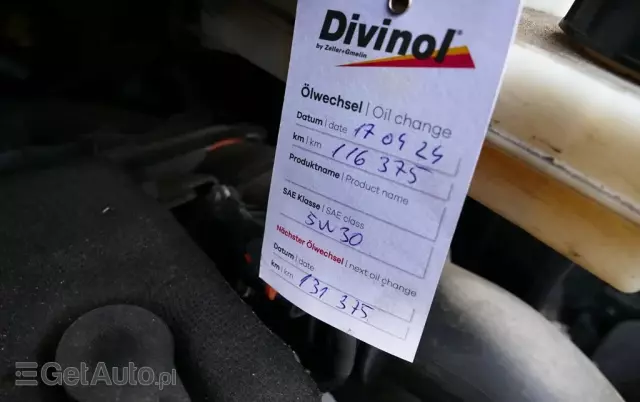 Divinol
by Zeller+Gmelin
Ölwechsel | Oil change
Datum | date 17 04 24
km | km 116 375
Produktname | Product name
SAE Klasse | SAE class
5W30
Nächster Ölwechsel | next oil change
Datum | date
km | km 131 375
GetAuto.pl